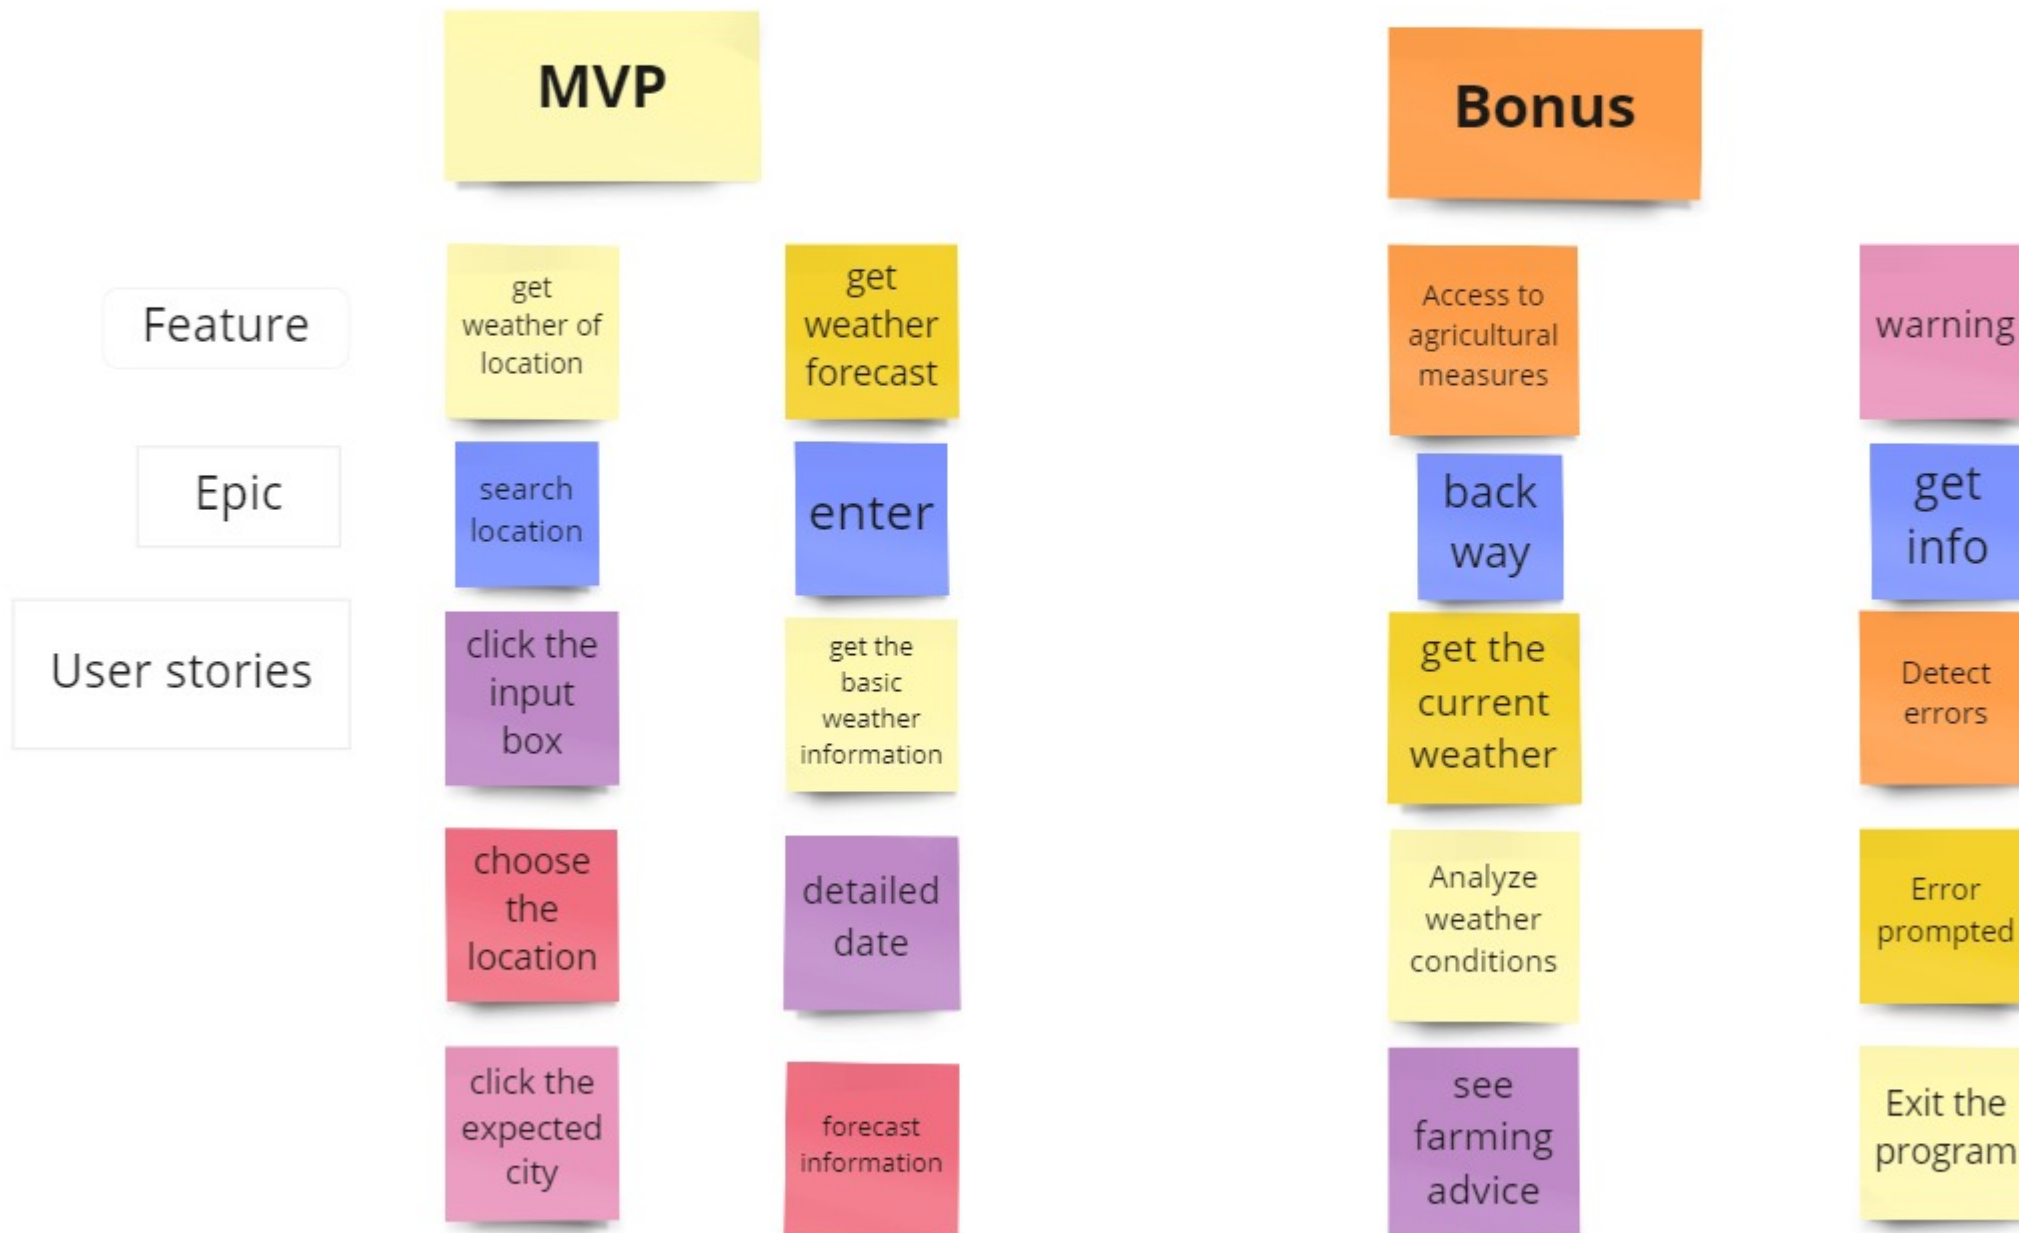 MVP
Bonus
Feature
get
weather of
location
get
weather
forecast
Access to
agricultural
measures
warning
Epic
search
location
enter
back
way
get
info
User stories
click the
input
box
get the
basic
weather
information
get the
current
weather
Detect
errors
choose
the
location
detailed
date
Analyze
weather
conditions
Error
prompted
click the
expected
city
forecast
information
see
farming
advice
Exit the
program